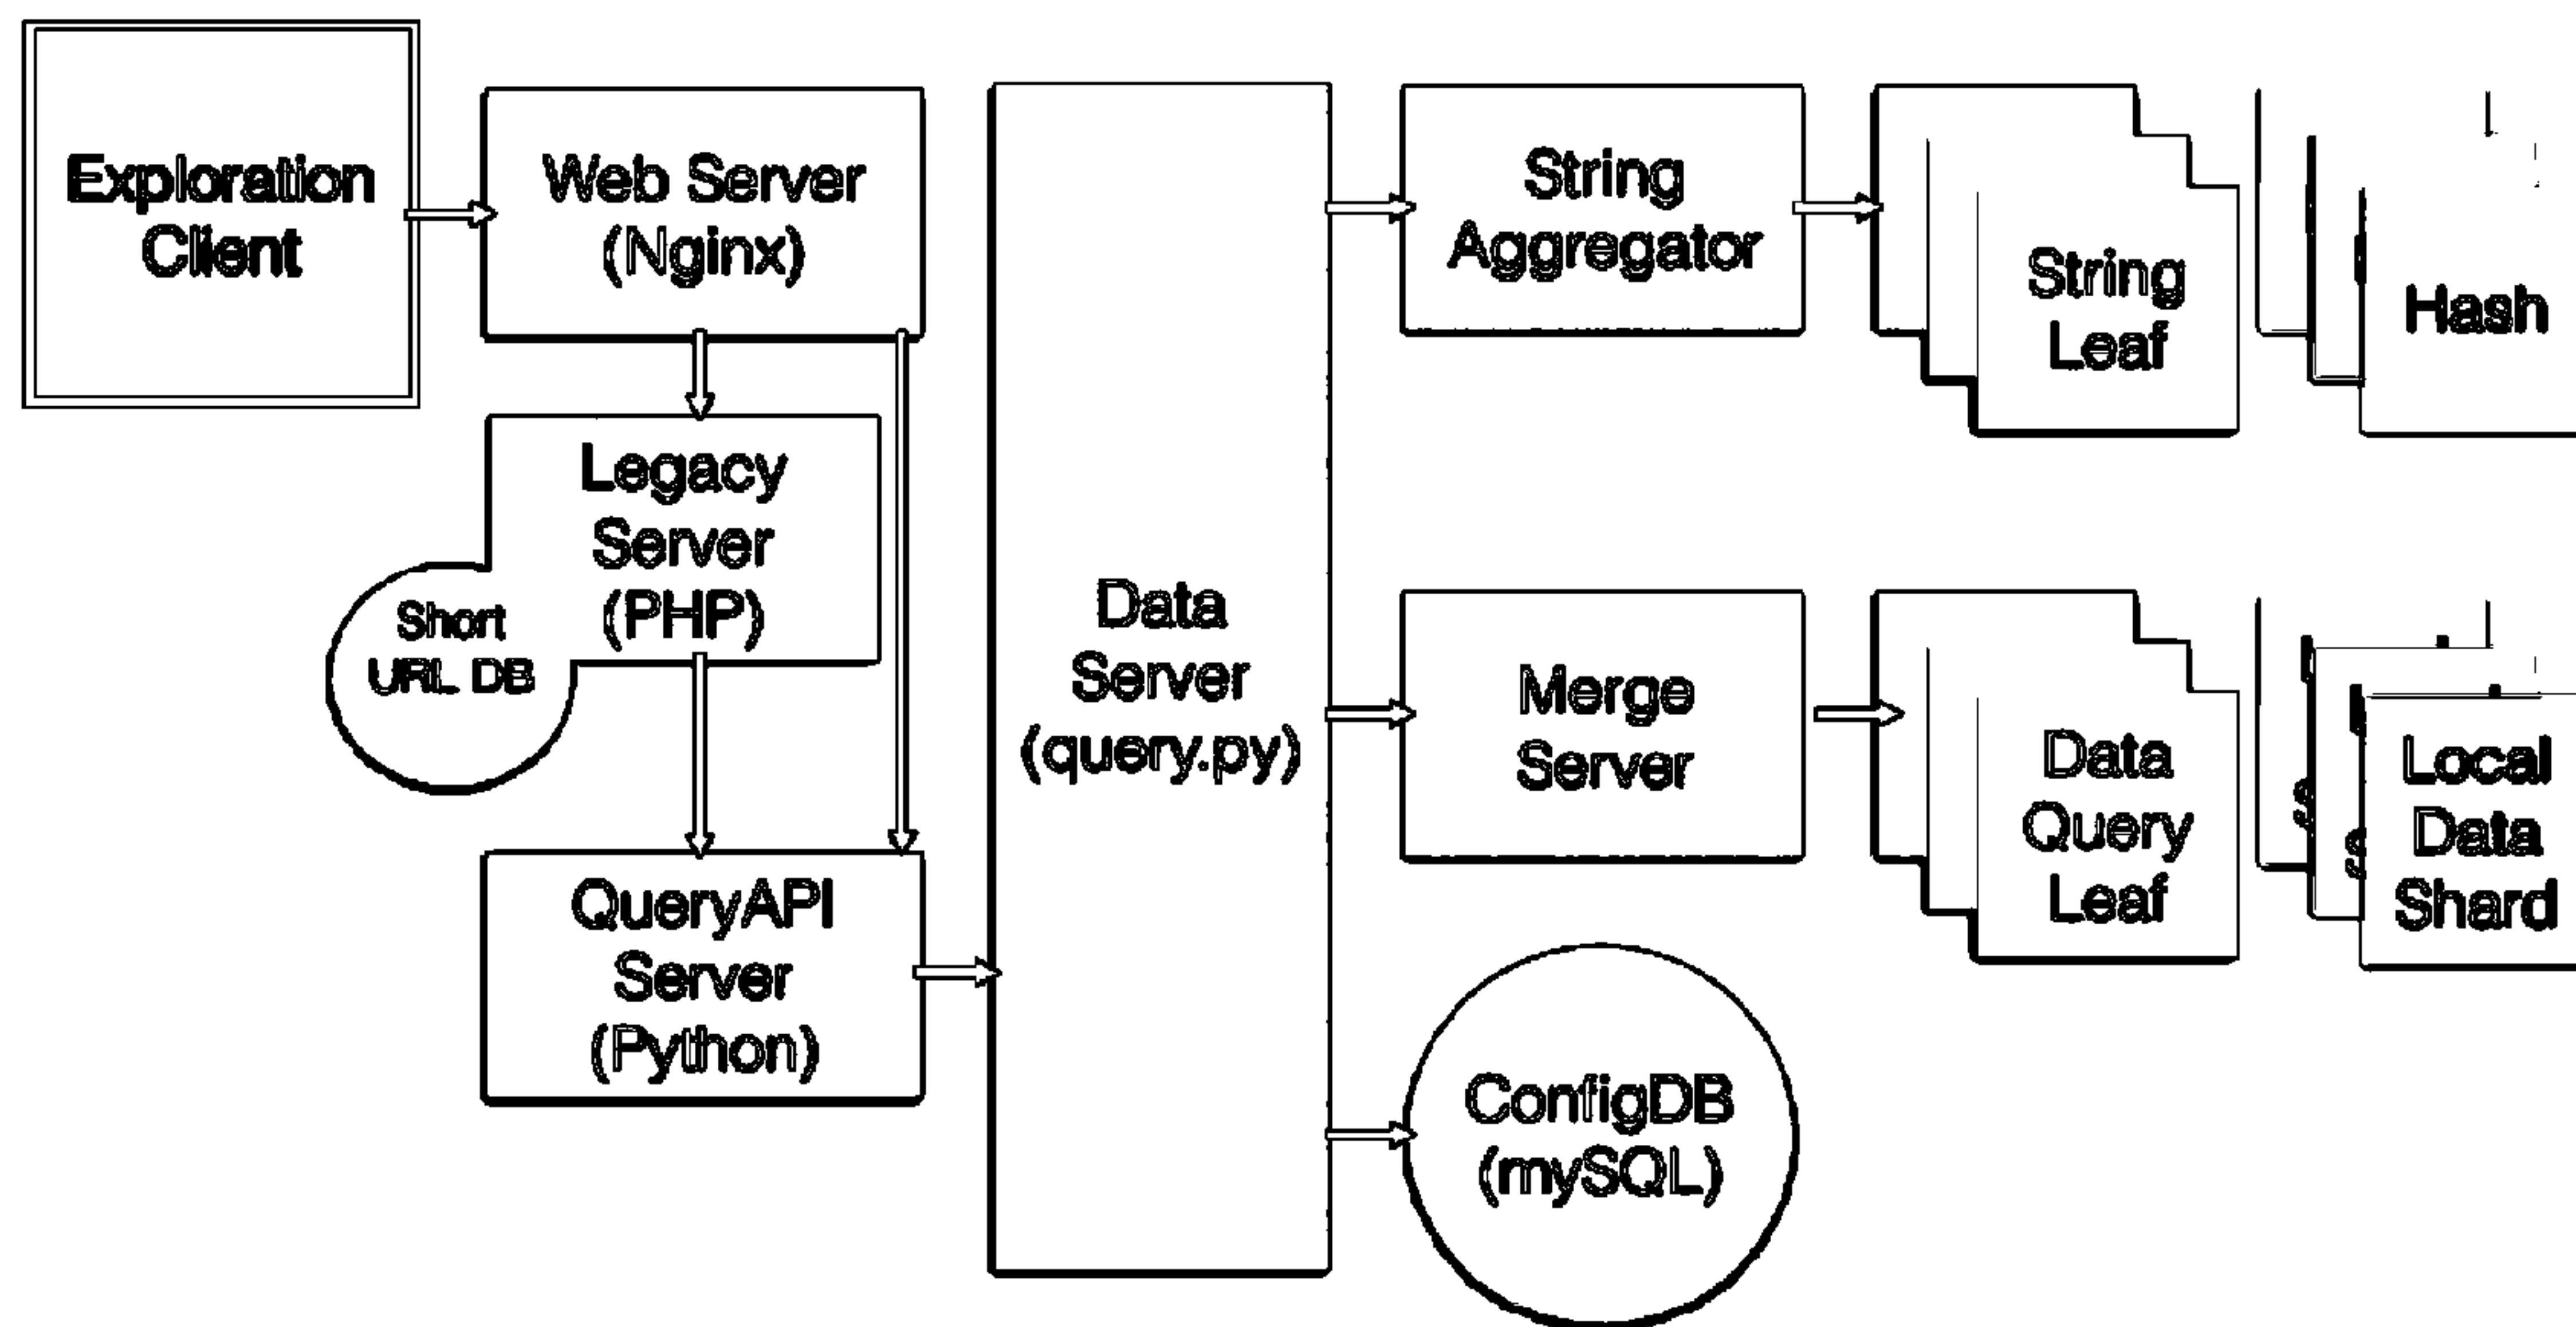 Exploration
Client
Web Server
(Nginx)
Legacy
Server
(PHP)
Short
URL DB
QueryAPI
Server
(Python)
Data
Server
(query.py)
String
Aggregator
String
Leaf
Hash
Merge
Server
Data
Query
Leaf
Local
Data
Shard
ConfigDB
(mySQL)